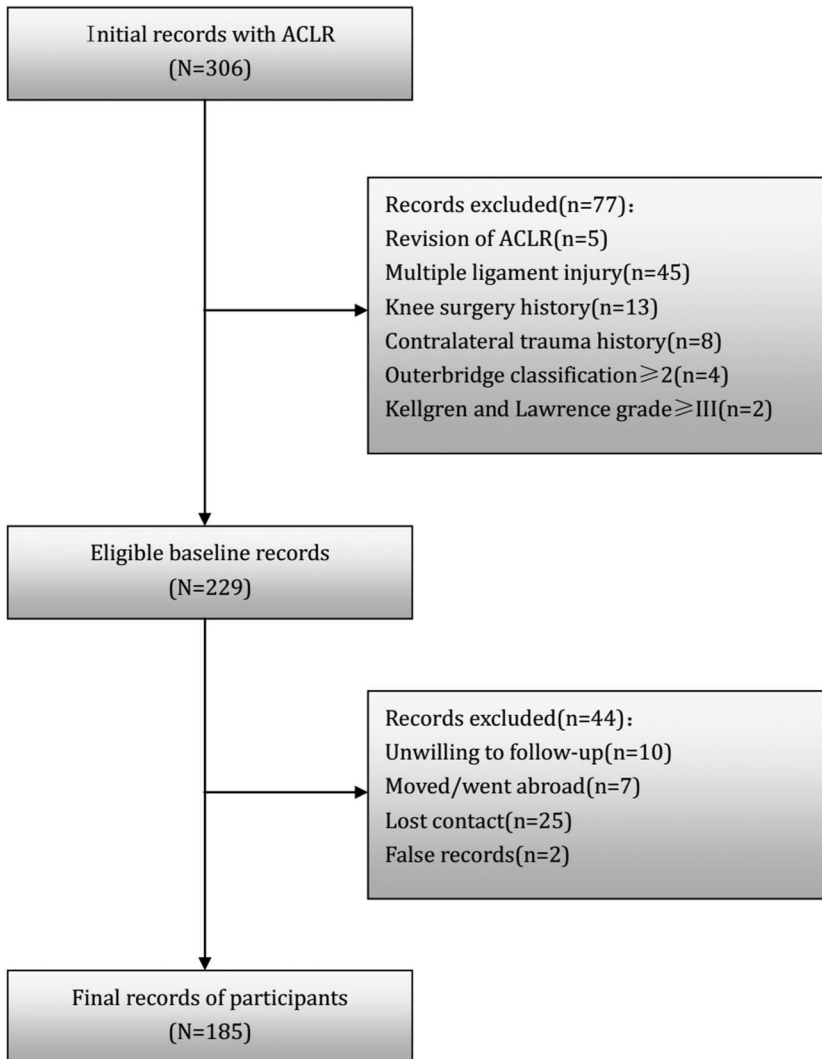 Initial records with ACLR
(N=306)
Records excluded(n=77)：
Revision of ACLR(n=5)
Multiple ligament injury(n=45)
Knee surgery history(n=13)
Contralateral trauma history(n=8)
Outerbridge classification≥2(n=4)
Kellgren and Lawrence grade≥III(n=2)
Eligible baseline records
(N=229)
Records excluded(n=44)：
Unwilling to follow-up(n=10)
Moved/went abroad(n=7)
Lost contact(n=25)
False records(n=2)
Final records of participants
(N=185)